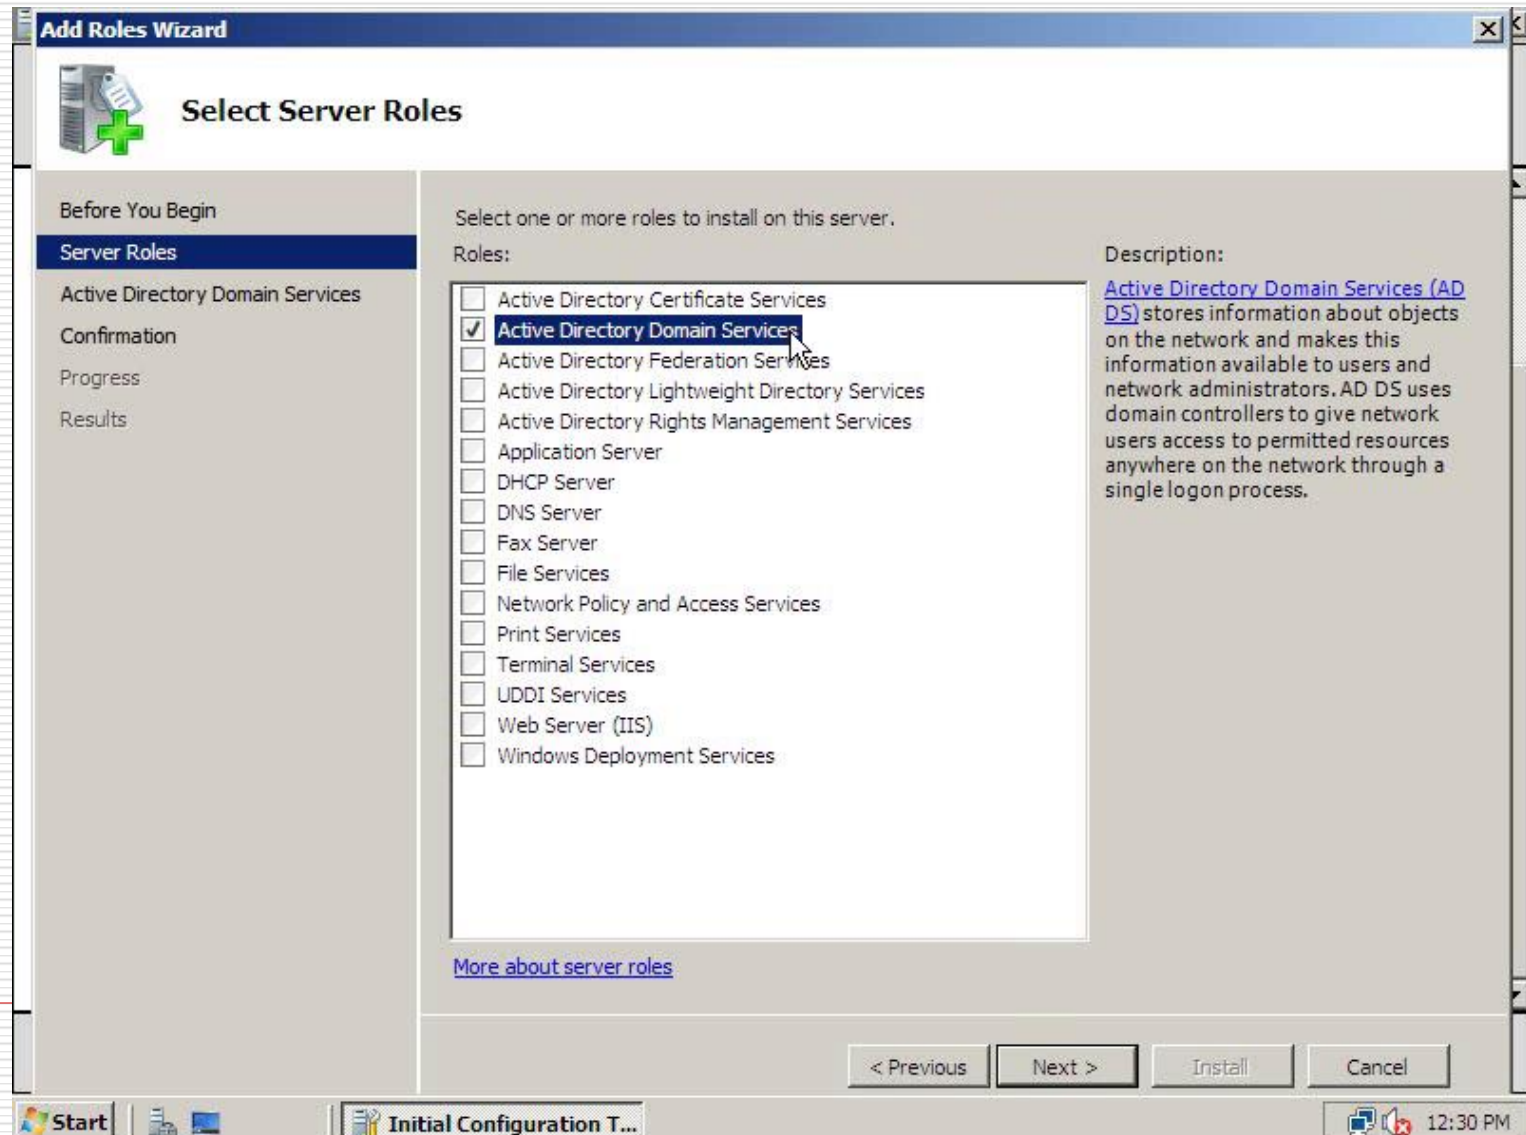 Add Roles Wizard
Select Server Roles
Before You Begin
Server Roles
Active Directory Domain Services
Confirmation
Progress
Results
Select one or more roles to install on this server.
Roles:
Active Directory Certificate Services
Active Directory Domain Services
Active Directory Federation Services
Active Directory Lightweight Directory Services
Active Directory Rights Management Services
Application Server
DHCP Server
DNS Server
Fax Server
File Services
Network Policy and Access Services
Print Services
Terminal Services
UDDI Services
Web Server (IIS)
Windows Deployment Services
More about server roles
Description:
Active Directory Domain Services (AD
DS) stores information about objects
on the network and makes this
information available to users and
network administrators. AD DS uses
domain controllers to give network
users access to permitted resources
anywhere on the network through a
single logon process.
< Previous
Next >
Install
Cancel
Start
Initial Configuration T...
12:30 PM